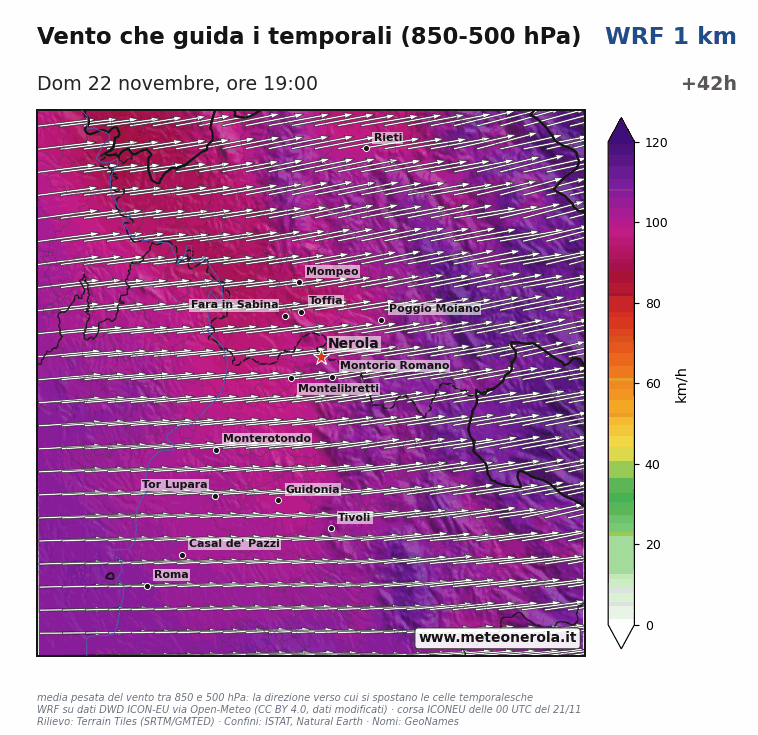 Vento che guida i temporali (850-500 hPa) WRF 1 km
Dom 22 novembre, ore 19:00 +42h
Rieti
120
100
80
60
40
20
0
km/h
Mompeo
Fara in Sabina
Toffia
Poggio Moiano
Nerola
Montorio Romano
Montelibretti
Monterotondo
Tor Lupara
Guidonia
Tivoli
Casal de' Pazzi
Roma
www.meteonerola.it
media pesata del vento tra 850 e 500 hPa: la direzione verso cui si spostano le celle temporalesche
WRF su dati DWD ICON-EU via Open-Meteo (CC BY 4.0, dati modificati) · corsa ICONEU delle 00 UTC del 21/11
Rilievo: Terrain Tiles (SRTM/GMTED) · Confini: ISTAT, Natural Earth · Nomi: GeoNames